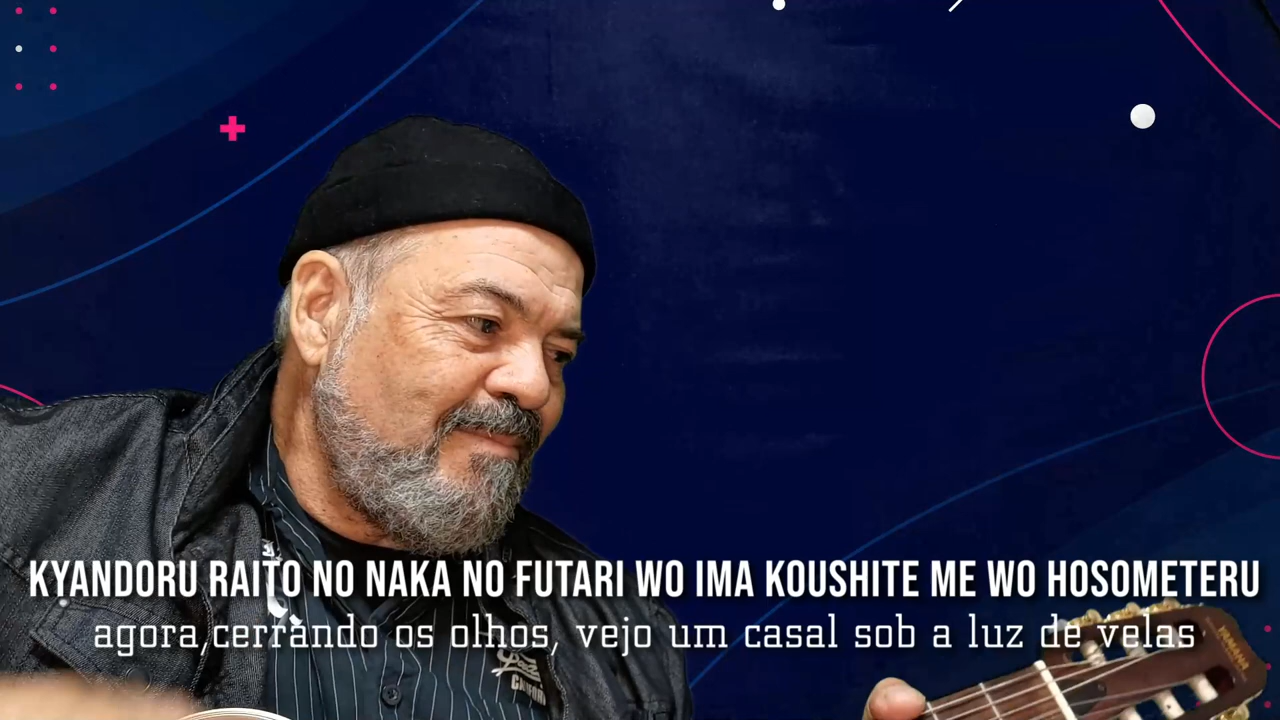 KYANDORU RAITO NO NAKA NO FUTARI WO IMA KOUSHITE ME WO HOSOMETERU
agora,cerrando os olhos, vejo um casal sob a luz de velas
YAMAHA